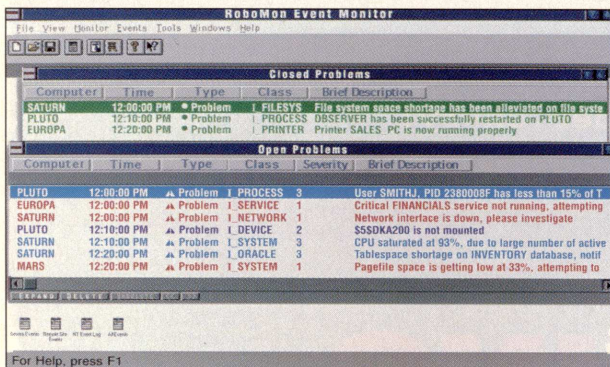 RoboMon Event Monitor
File View Monitor Events Tools Windows Help
Closed Problems
Computer Time Type Class Brief Description
SATURN 12:00:00 PM Problem I_FILESYS File system space shortage has been alleviated on file syste
PLUTO 12:10:00 PM Problem I_PROCESS OBSERVER has been successfully restarted on PLUTO
EUROPA 12:20:00 PM Problem I_PRINTER Printer SALES_PC is now running properly
Open Problems
Computer Time Type Class Severity Brief Description
PLUTO 12:00:00 PM Problem I_PROCESS 3 User SMITHJ, PID 2380008F has less than 15% of T
EUROPA 12:00:00 PM Problem I_SERVICE 1 Critical FINANCIALS service not running, attempting
SATURN 12:00:00 PM Problem I_NETWORK 1 Network interface is down, please investigate
PLUTO 12:10:00 PM Problem I_DEVICE 2 $5$DKA200 is not mounted
SATURN 12:10:00 PM Problem I_SYSTEM 3 CPU saturated at 93%, due to large number of active
SATURN 12:20:00 PM Problem I_ORACLE 3 Tablespace shortage on INVENTORY database, notif
MARS 12:20:00 PM Problem I_SYSTEM 1 Pagefile space is getting low at 33%, attempting to
NT Event Log
All Events
For Help, press F1